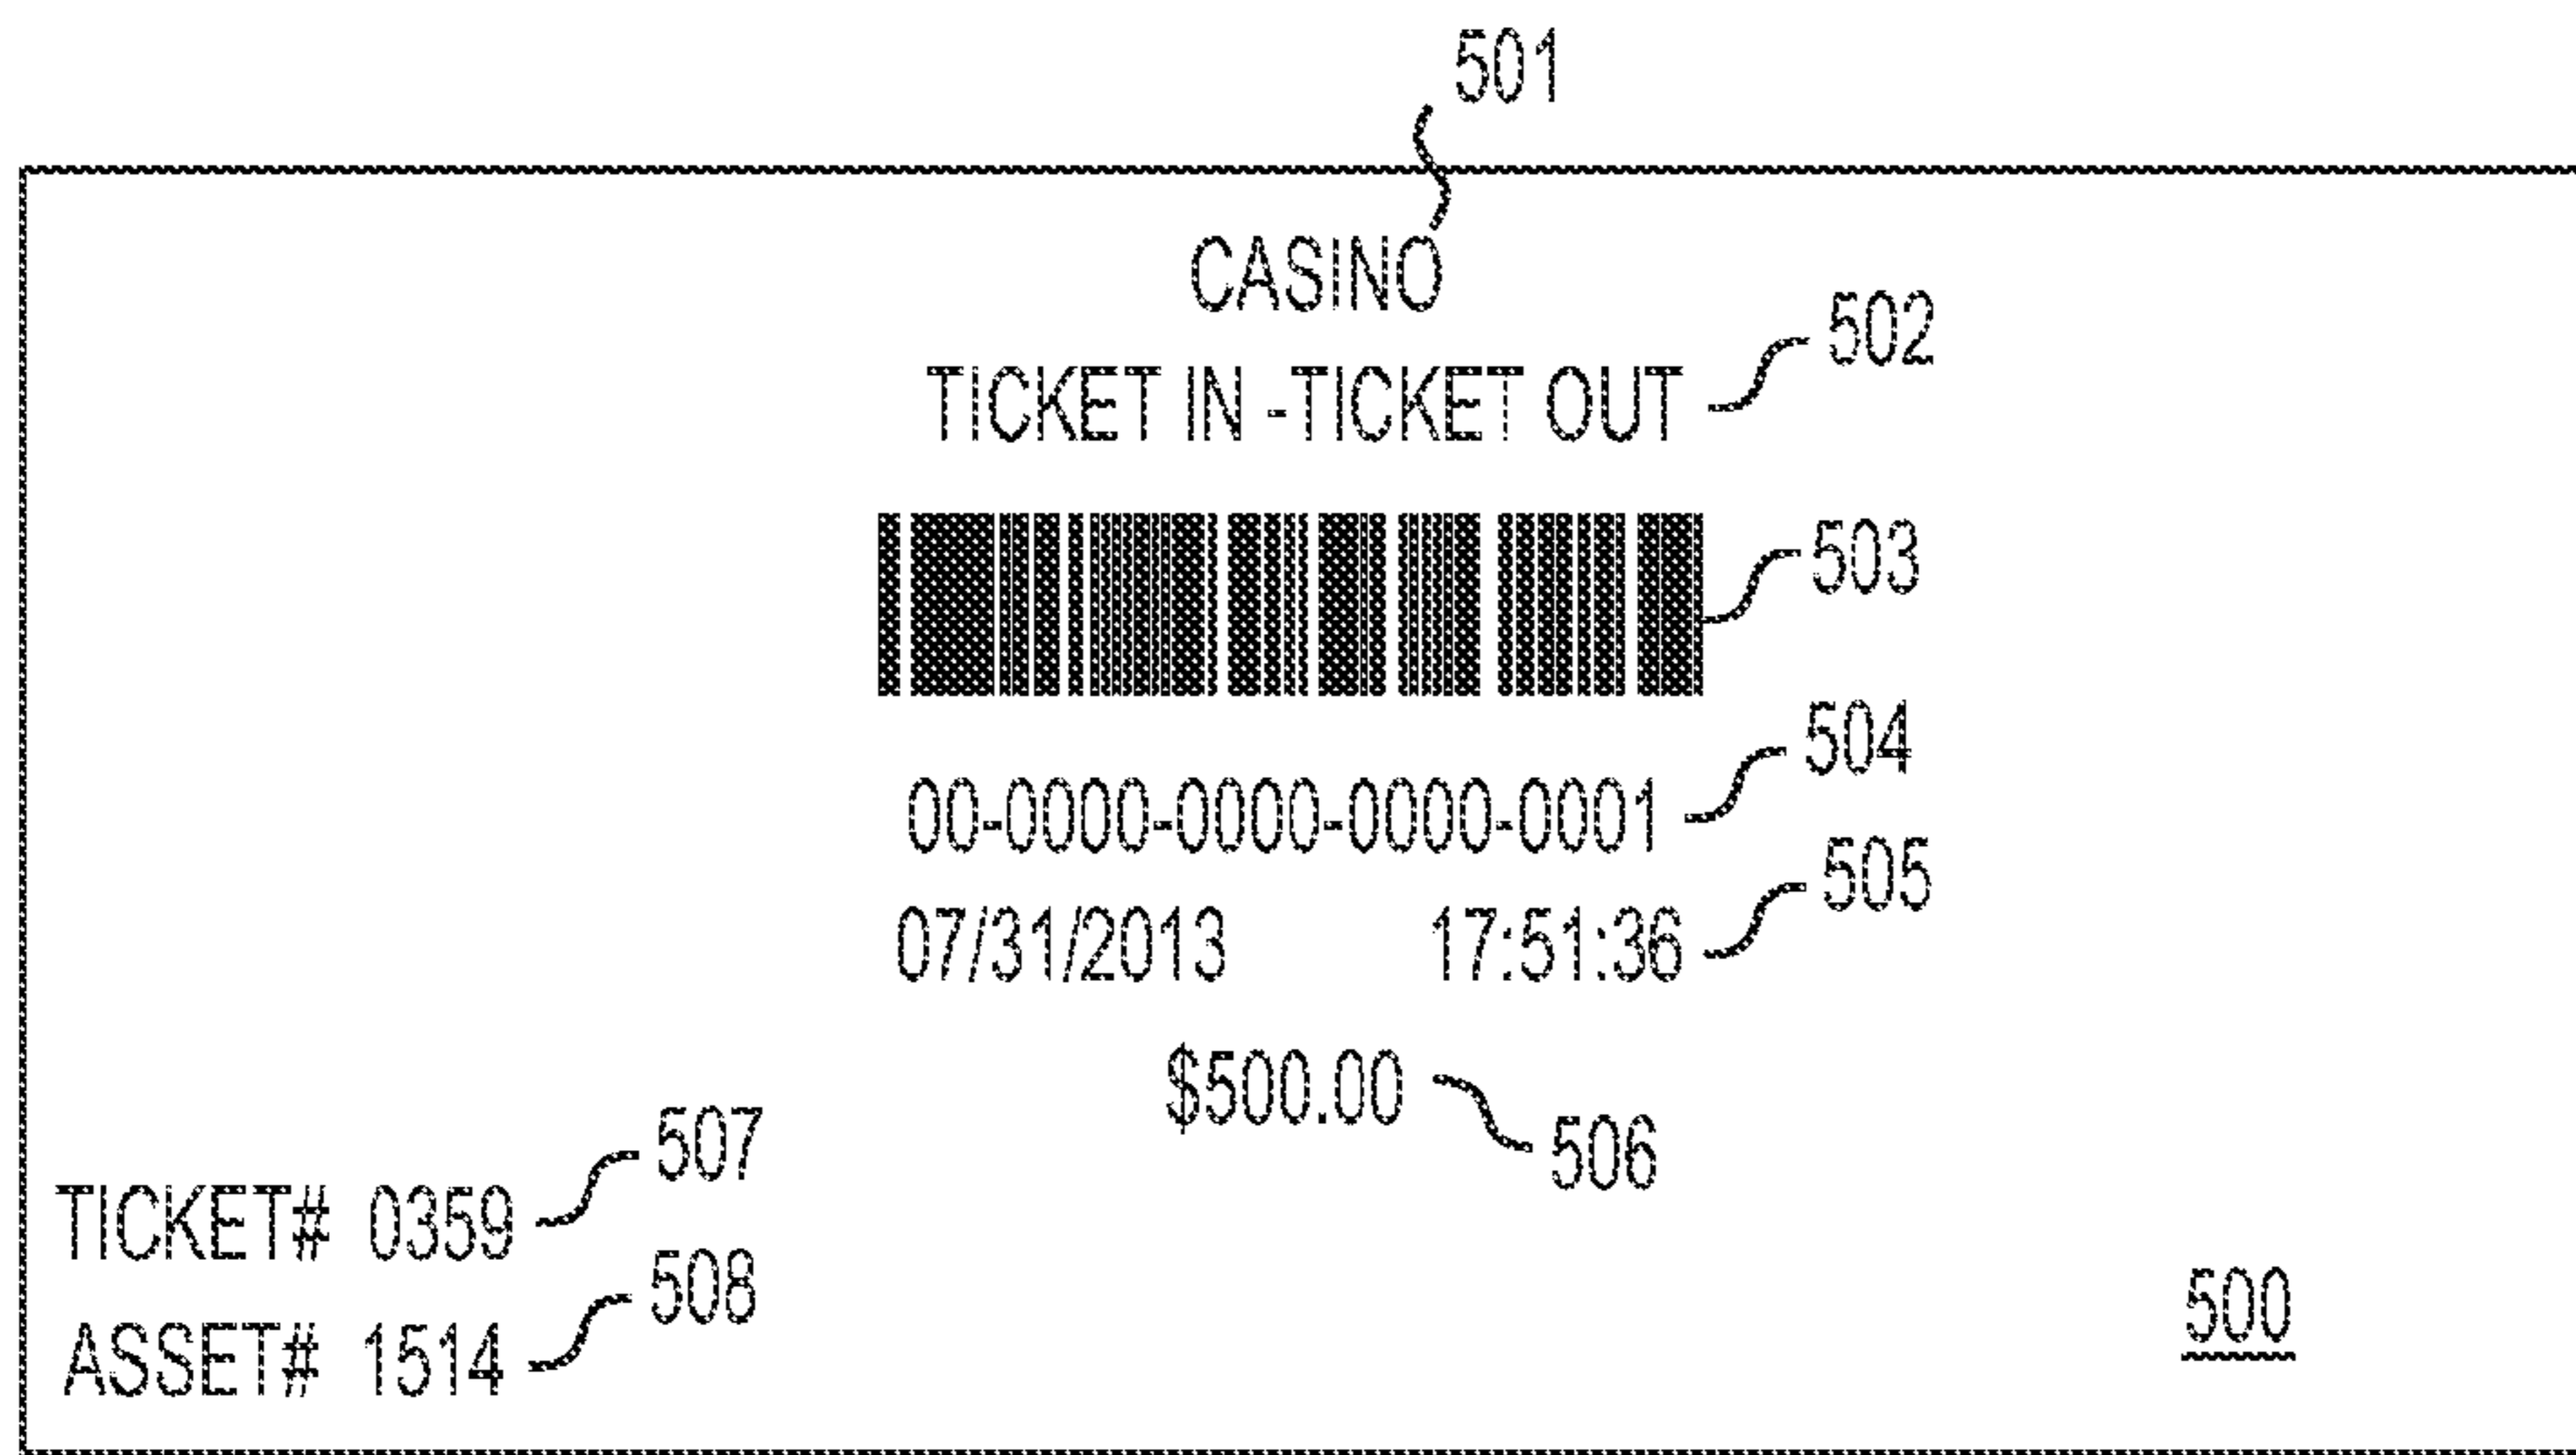 501
CASINO
TICKET IN -TICKET OUT 502
503
00-0000-0000-0000-0001 504
07/31/2013 17:51:36 505
$500.00 506
TICKET# 0359 507
ASSET# 1514 508
500